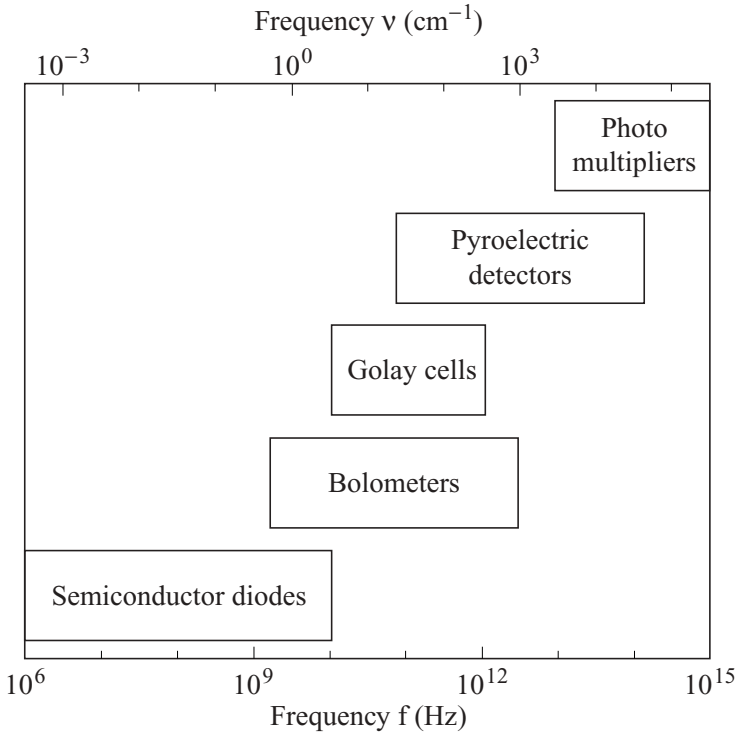 Frequency ν (cm⁻¹)
10⁻³ 10⁰ 10³
Photo
multipliers
Pyroelectric
detectors
Golay cells
Bolometers
Semiconductor diodes
10⁶ 10⁹ 10¹² 10¹⁵
Frequency f (Hz)